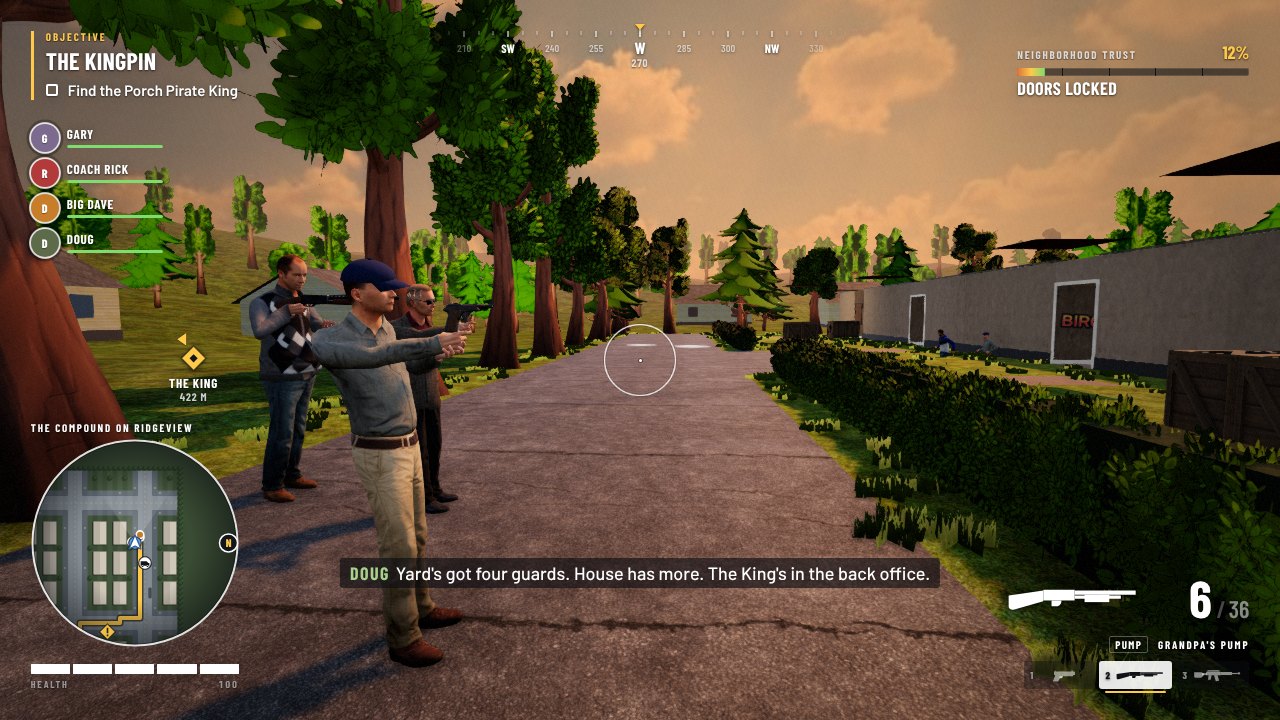 OBJECTIVE
THE KINGPIN
Find the Porch Pirate King
G GARY
R COACH RICK
D BIG DAVE
D DOUG
210 SW 240 255 W 285 300 NW 330
270
NEIGHBORHOOD TRUST 12%
DOORS LOCKED
THE KING
422 M
THE COMPOUND ON RIDGEVIEW
N
!
HEALTH 100
DOUG Yard's got four guards. House has more. The King's in the back office.
6 / 36
PUMP GRANDPA'S PUMP
1 2 3